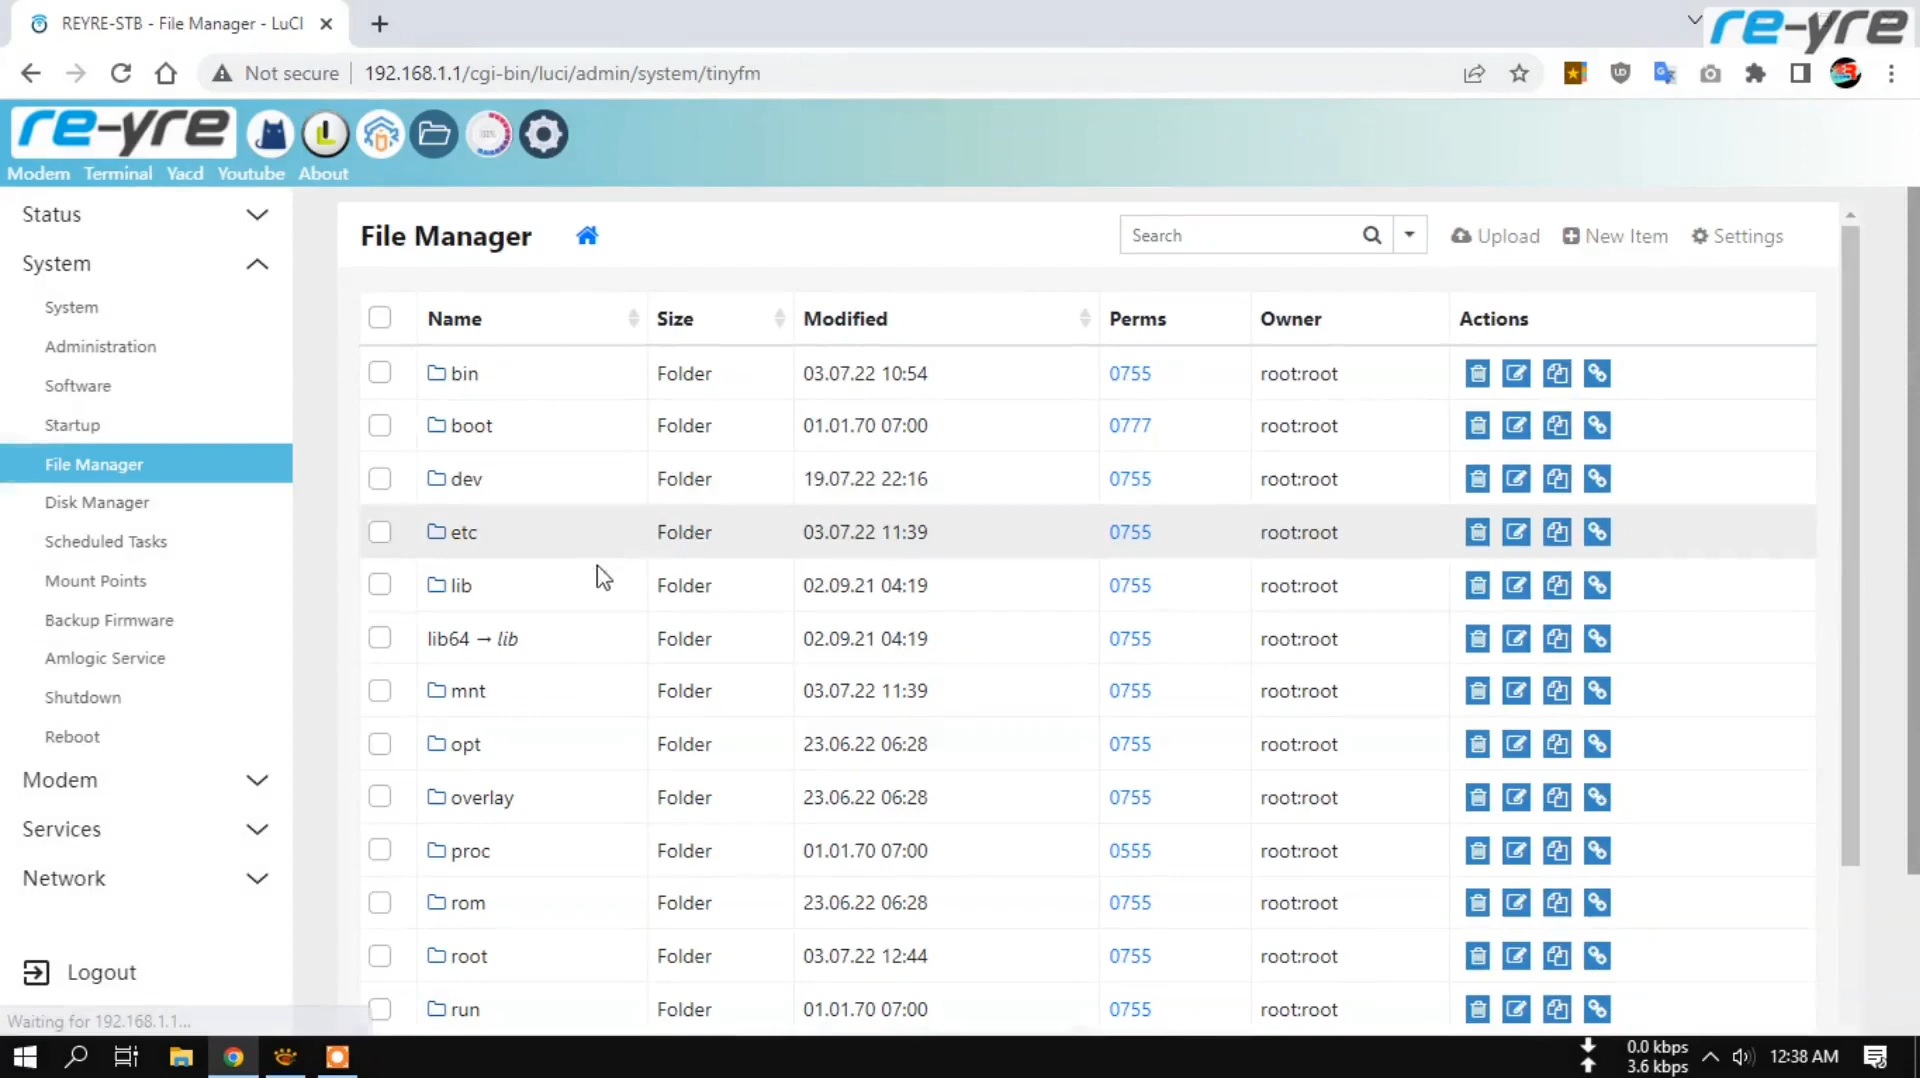 REYRE-STB - File Manager - LuCI
re-yre
Not secure 192.168.1.1/cgi-bin/luci/admin/system/tinyfm
re-yre
Modem Terminal Yacd Youtube About
Status
System
System
Administration
Software
Startup
File Manager
Disk Manager
Scheduled Tasks
Mount Points
Backup Firmware
Amlogic Service
Shutdown
Reboot
Modem
Services
Network
Logout
Waiting for 192.168.1.1...
File Manager Search Upload New Item Settings
Name Size Modified Perms Owner Actions
bin Folder 03.07.22 10:54 0755 root:root
boot Folder 01.01.70 07:00 0777 root:root
dev Folder 19.07.22 22:16 0755 root:root
etc Folder 03.07.22 11:39 0755 root:root
lib Folder 02.09.21 04:19 0755 root:root
lib64 → lib Folder 02.09.21 04:19 0755 root:root
mnt Folder 03.07.22 11:39 0755 root:root
opt Folder 23.06.22 06:28 0755 root:root
overlay Folder 23.06.22 06:28 0755 root:root
proc Folder 01.01.70 07:00 0555 root:root
rom Folder 23.06.22 06:28 0755 root:root
root Folder 03.07.22 12:44 0755 root:root
run Folder 01.01.70 07:00 0755 root:root
0.0 kbps
3.6 kbps
12:38 AM